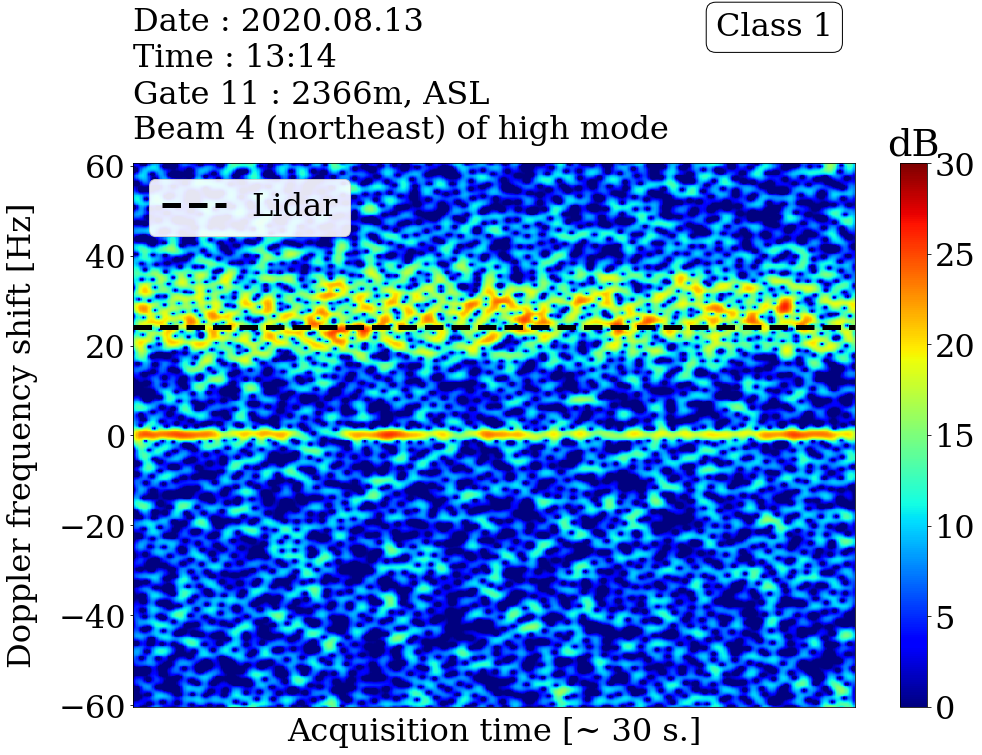 Date : 2020.08.13
Time : 13:14
Gate 11 : 2366m, ASL
Beam 4 (northeast) of high mode
Class 1
dB
Lidar
Doppler frequency shift [Hz]
60
40
20
0
−20
−40
−60
Acquisition time [~ 30 s.]
30
25
20
15
10
5
0